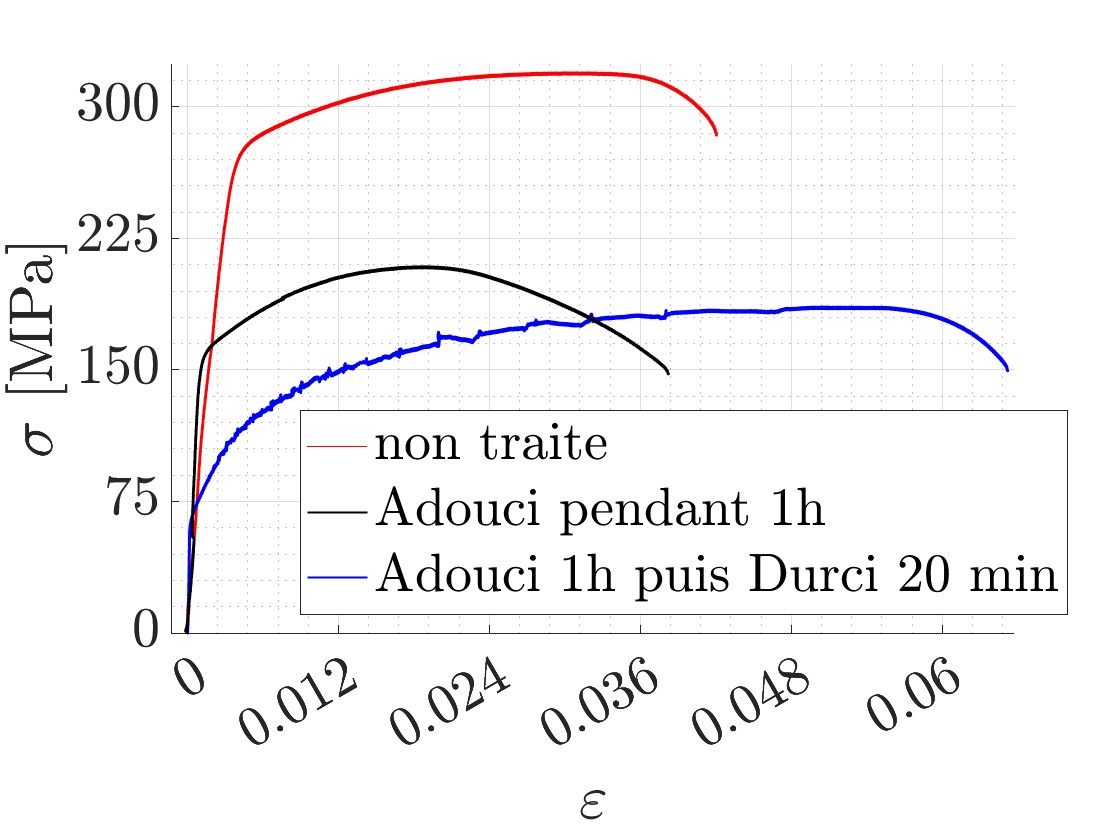 σ [MPa]
300
225
150
75
0
non traite
Adouci pendant 1h
Adouci 1h puis Durci 20 min
0
0.012
0.024
0.036
0.048
0.06
ε